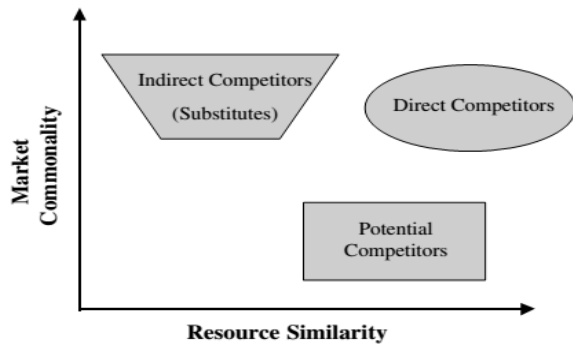 Indirect Competitors
(Substitutes)
Direct Competitors
Market
Commonality
Potential
Competitors
Resource Similarity